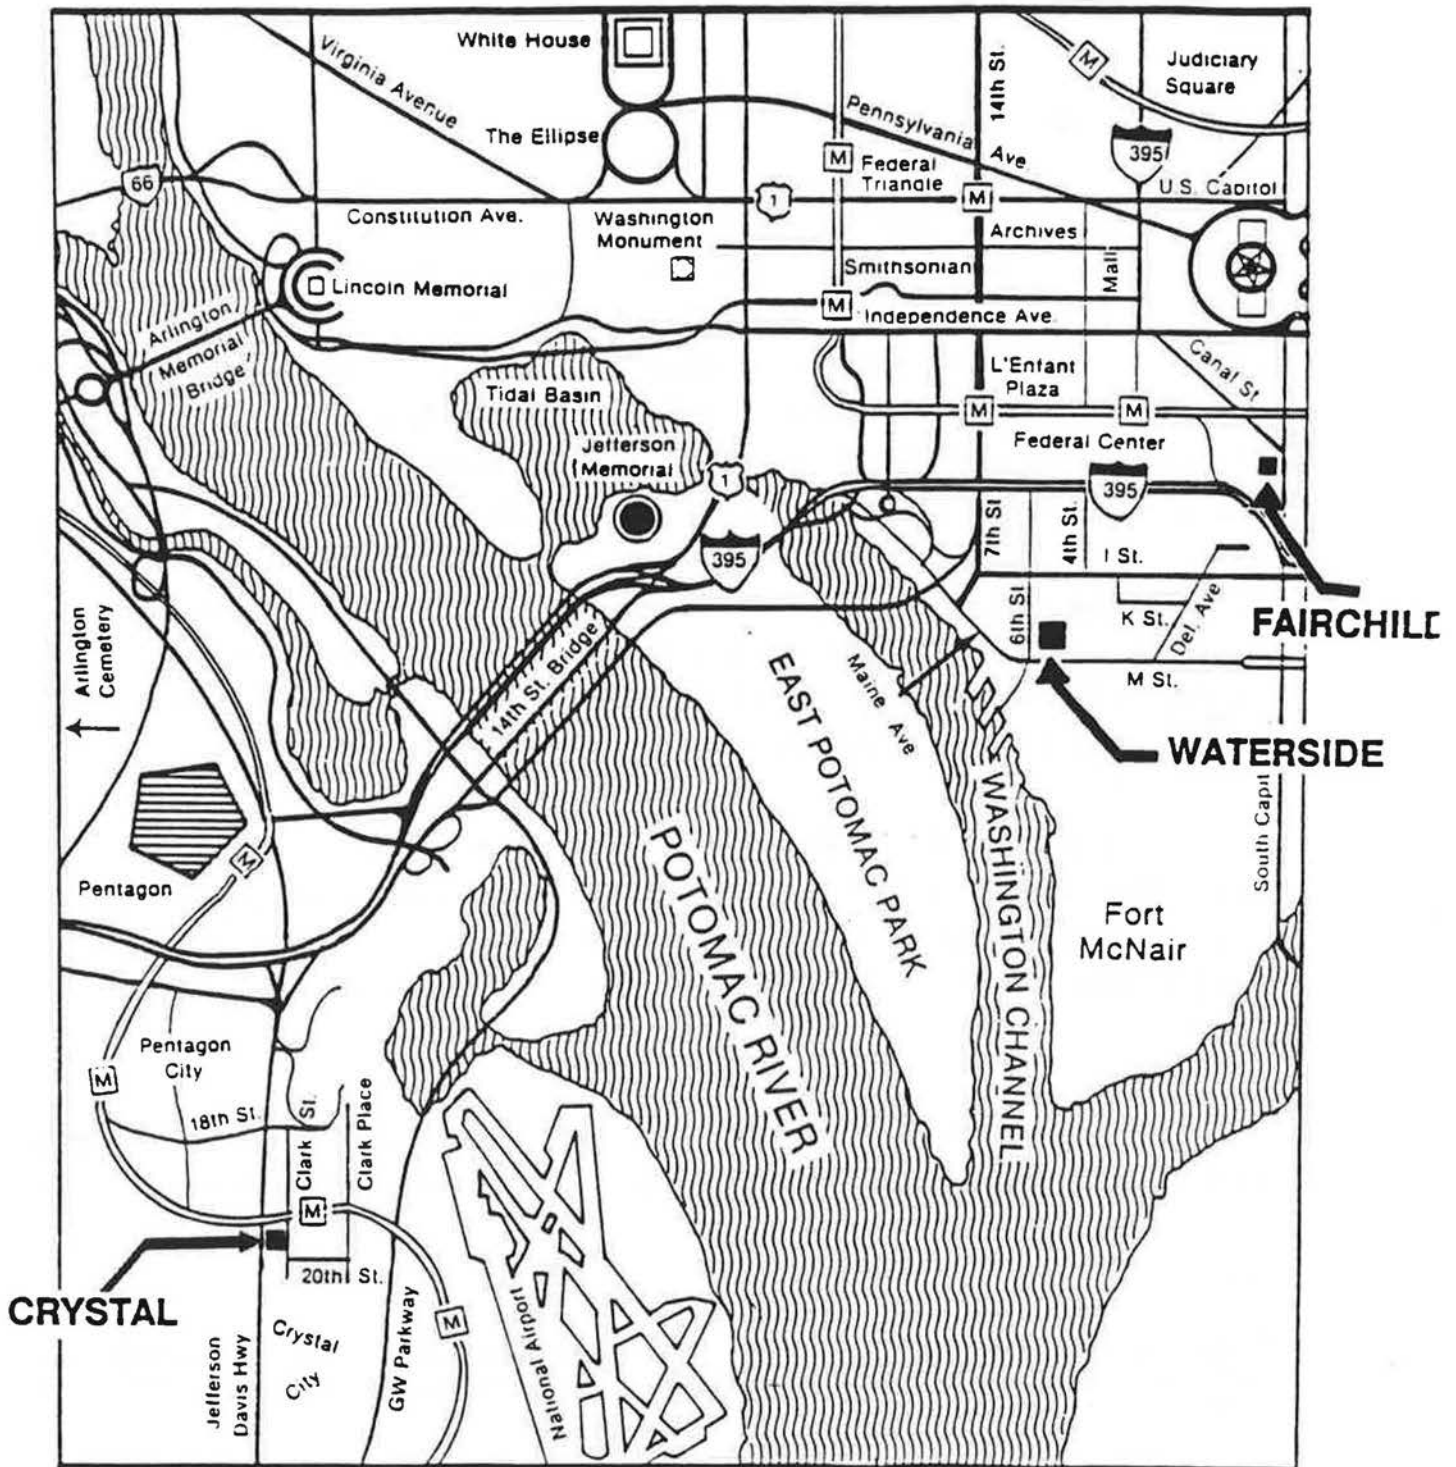 White House
Virginia Avenue
The Ellipse
Pennsylvania
Ave.
14th St.
M
Judiciary
Square
395
M
Federal
Triangle
66
Constitution Ave.
Washington
Monument
1
M
U.S. Capitol
Archives
Smithsonian
Mall
Lincoln Memorial
M
Independence Ave.
Arlington
Memorial
Bridge
Tidal Basin
L'Enfant
Plaza
Canal St
M
M
Federal Center
Jefferson
Memorial
1
395
395
7th St
4th St.
I St.
6th St
K St.
Del. Ave
FAIRCHILD
M St.
WATERSIDE
Maine Ave
14th St. Bridge
EAST POTOMAC PARK
WASHINGTON CHANNEL
POTOMAC RIVER
Arlington
Cemetery
Pentagon
M
South Capit
Fort
McNair
Pentagon
City
M
18th St.
Clark St.
Clark Place
M
20th St.
CRYSTAL
Jefferson
Davis Hwy
Crystal
City
GW Parkway
M
National Airport